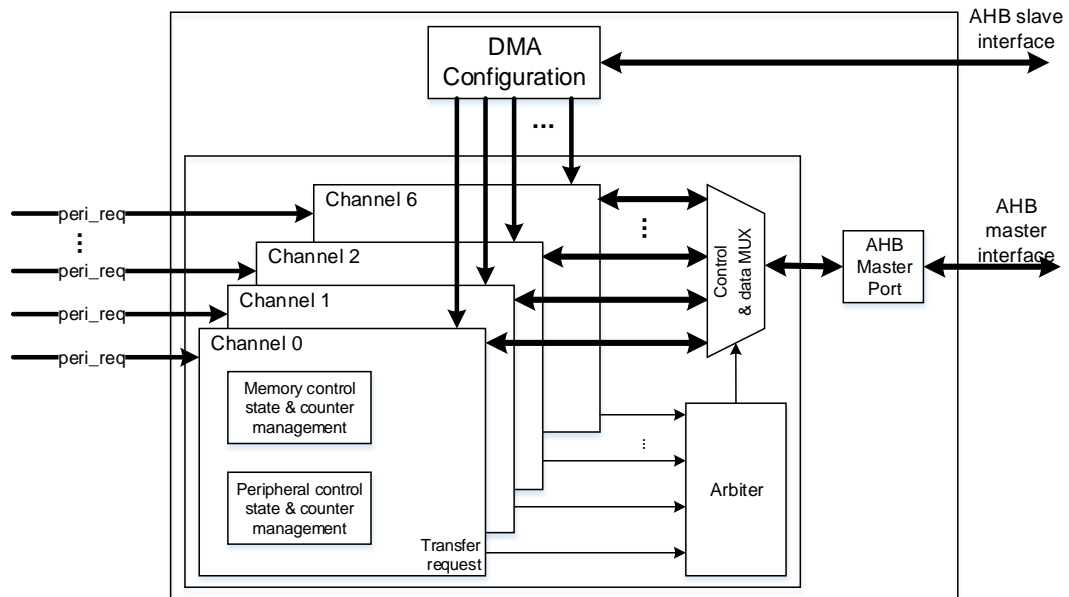 AHB slave
interface
DMA
Configuration
...
Channel 6
peri_req
...
...
AHB
master
interface
Channel 2
peri_req
Control
& data MUX
AHB
Master
Port
Channel 1
peri_req
Channel 0
peri_req
Memory control
state & counter
management
...
Peripheral control
state & counter
management
Arbiter
Transfer
request